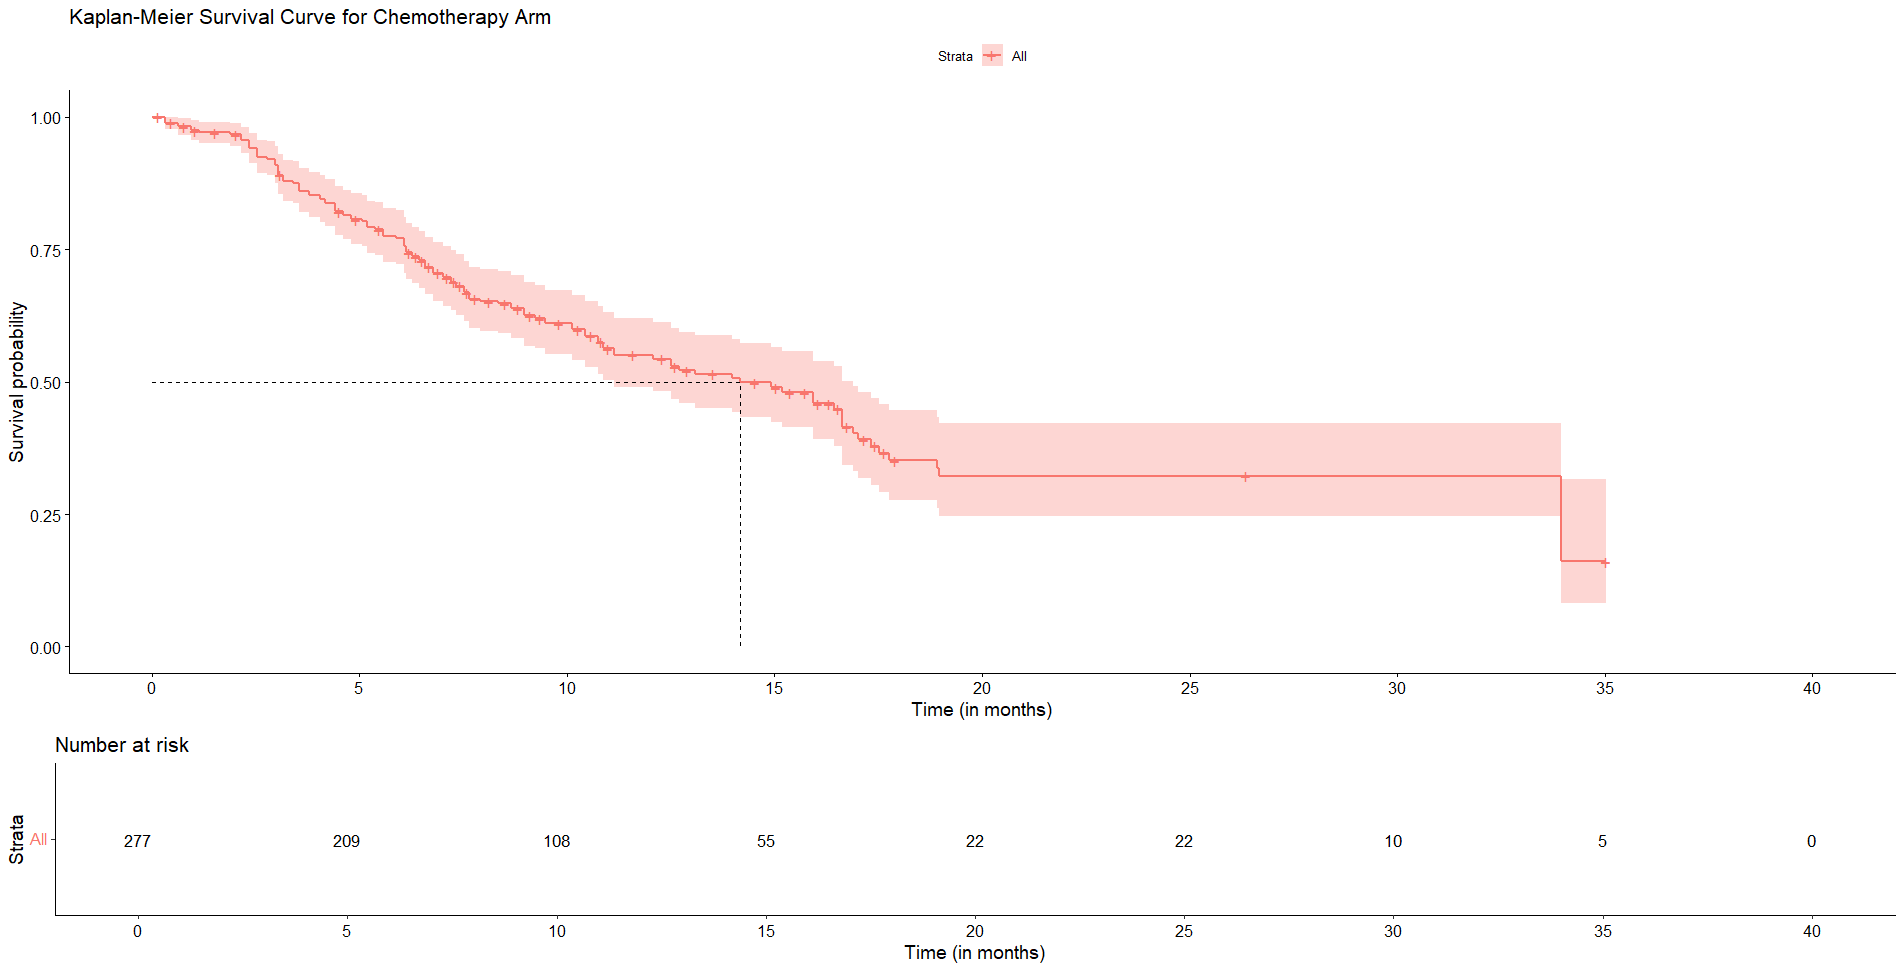 Kaplan-Meier Survival Curve for Chemotherapy Arm
Strata All
Survival probability
1.00
0.75
0.50
0.25
0.00
0 5 10 15 20 25 30 35 40
Time (in months)
Number at risk
Strata
All 277 209 108 55 22 22 10 5 0
0 5 10 15 20 25 30 35 40
Time (in months)